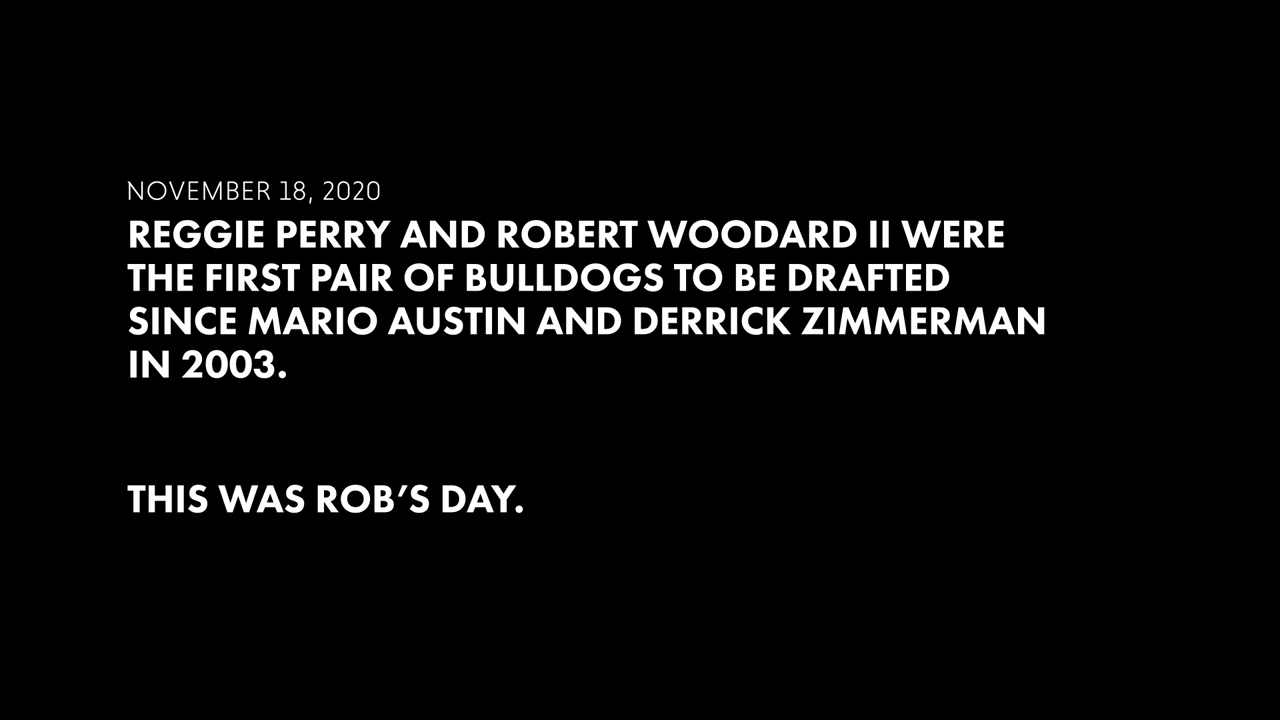 NOVEMBER 18, 2020
REGGIE PERRY AND ROBERT WOODARD II WERE
THE FIRST PAIR OF BULLDOGS TO BE DRAFTED
SINCE MARIO AUSTIN AND DERRICK ZIMMERMAN
IN 2003.
THIS WAS ROB’S DAY.